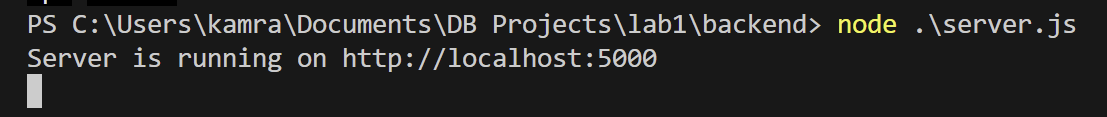 PS C:\Users\kamra\Documents\DB Projects\lab1\backend> node .\server.js
Server is running on http://localhost:5000